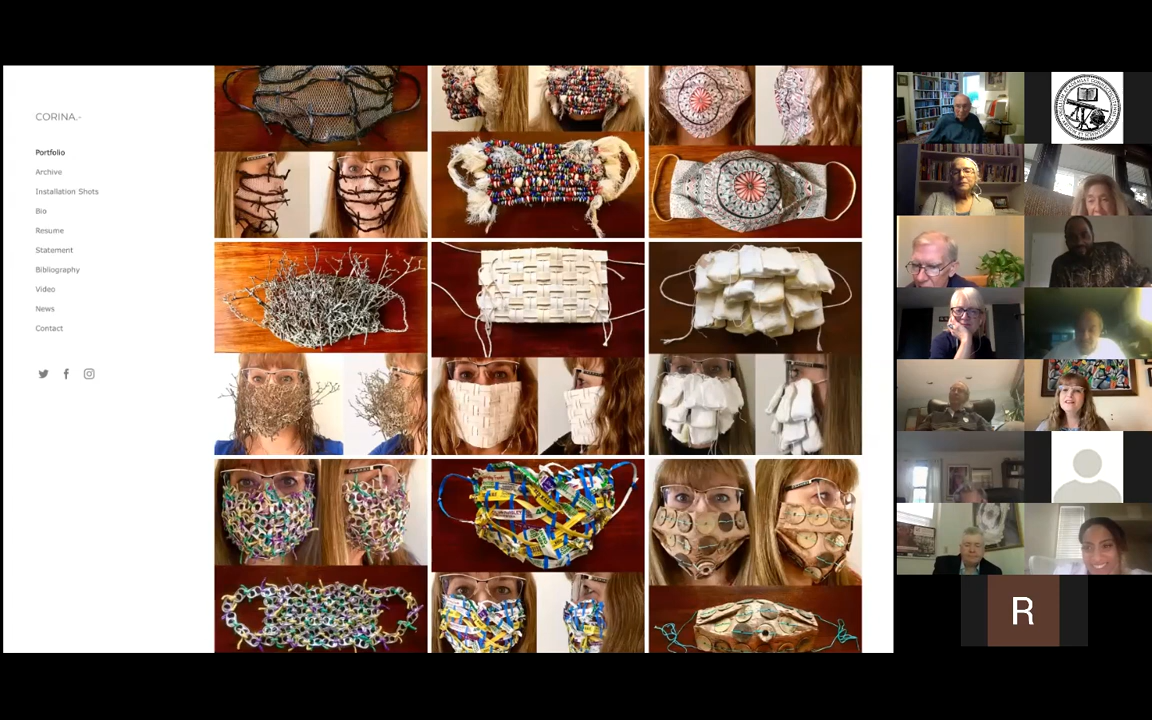 CORINA.-
Portfolio
Archive
Installation Shots
Bio
Resume
Statement
Bibliography
Video
News
Contact
R